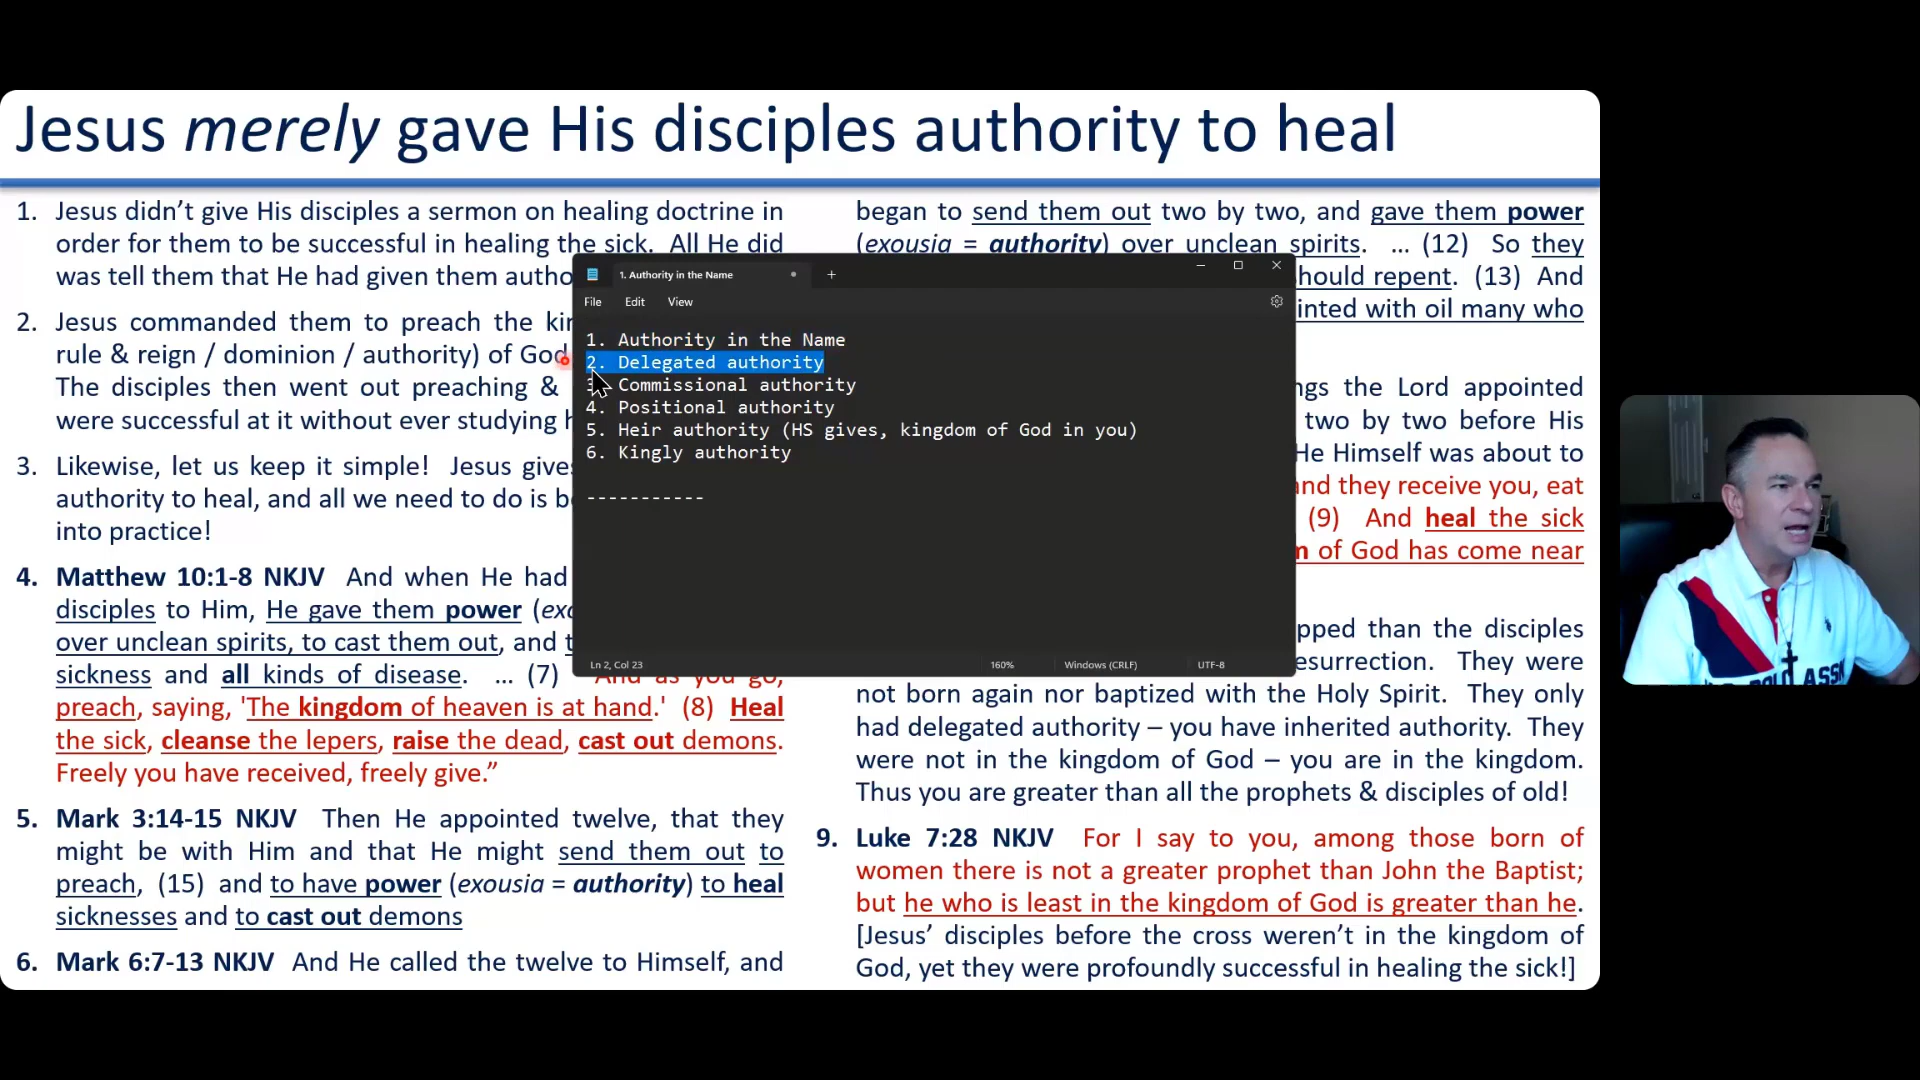 Jesus merely gave His disciples authority to heal
1. Jesus didn’t give His disciples a sermon on healing doctrine in
order for them to be successful in healing the sick. All He did
was tell them that He had given them
2. Jesus commanded them to preach the
rule & reign / dominion / authority) of God
The disciples then went out preaching &
were successful at it without ever studying
3. Likewise, let us keep it simple! Jesus
authority to heal, and all we need to do is
into practice!
4. Matthew 10:1-8 NKJV And when He had
disciples to Him, He gave them power
over unclean spirits, to cast them out, and
sickness and all kinds of disease. ... (7) "And as you go,
preach, saying, 'The kingdom of heaven is at hand.' (8) Heal
the sick, cleanse the lepers, raise the dead, cast out demons.
Freely you have received, freely give.”
5. Mark 3:14-15 NKJV Then He appointed twelve, that they
might be with Him and that He might send them out to
preach, (15) and to have power (exousia = authority) to heal
sicknesses and to cast out demons
6. Mark 6:7-13 NKJV And He called the twelve to Himself, and
began to send them out two by two, and gave them power
(exousia = authority) over unclean spirits. ... (12) So they
should repent. (13) And
with oil many who
the Lord appointed
two by two before His
He Himself was about to
and they receive you, eat
(9) And heal the sick
of God has come near
than the disciples
They were
not born again nor baptized with the Holy Spirit. They only
had delegated authority – you have inherited authority. They
were not in the kingdom of God – you are in the kingdom.
Thus you are greater than all the prophets & disciples of old!
9. Luke 7:28 NKJV For I say to you, among those born of
women there is not a greater prophet than John the Baptist;
but he who is least in the kingdom of God is greater than he.
[Jesus’ disciples before the cross weren’t in the kingdom of
God, yet they were profoundly successful in healing the sick!]
1. Authority in the Name
File Edit View
1. Authority in the Name
2. Delegated authority
3. Commissional authority
4. Positional authority
5. Heir authority (HS gives, kingdom of God in you)
6. Kingly authority
-----------
Ln 2, Col 23
160%
Windows (CRLF)
UTF-8